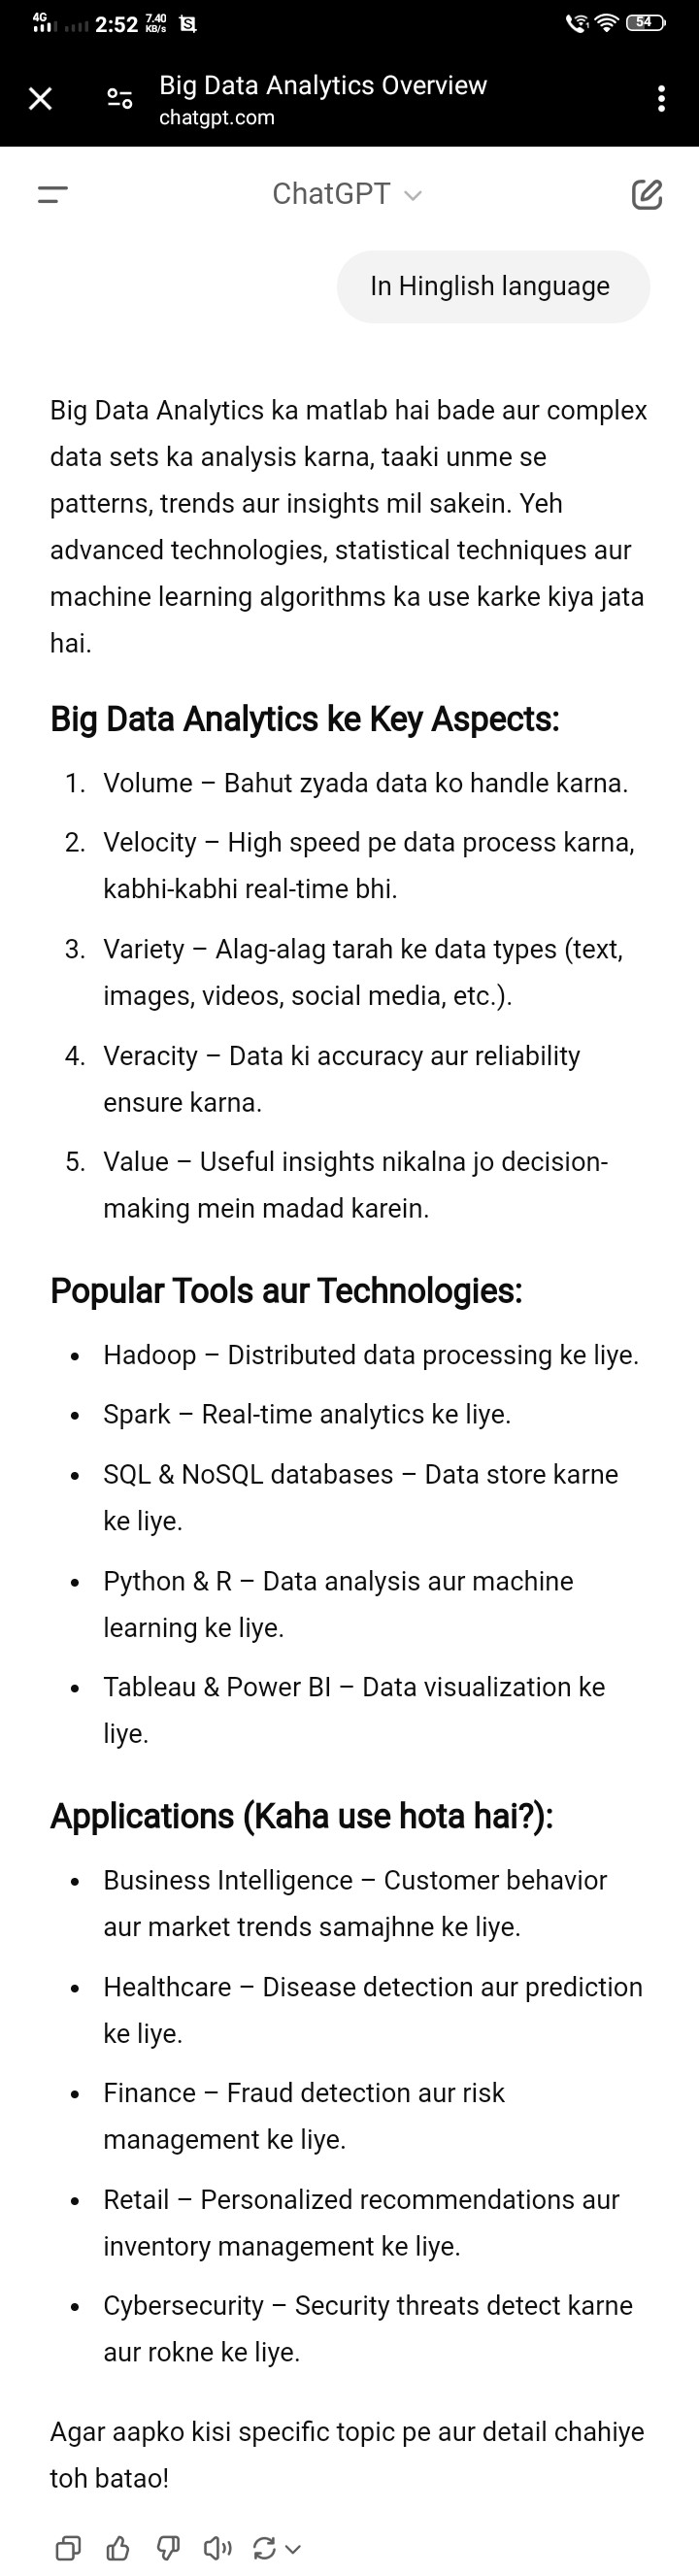 4G 2:52 7.40 KB/s S 54
Big Data Analytics Overview
chatgpt.com
ChatGPT
In Hinglish language
Big Data Analytics ka matlab hai bade aur complex
data sets ka analysis karna, taaki unme se
patterns, trends aur insights mil sakein. Yeh
advanced technologies, statistical techniques aur
machine learning algorithms ka use karke kiya jata
hai.
Big Data Analytics ke Key Aspects:
1. Volume – Bahut zyada data ko handle karna.
2. Velocity – High speed pe data process karna,
kabhi-kabhi real-time bhi.
3. Variety – Alag-alag tarah ke data types (text,
images, videos, social media, etc.).
4. Veracity – Data ki accuracy aur reliability
ensure karna.
5. Value – Useful insights nikalna jo decision-
making mein madad karein.
Popular Tools aur Technologies:
• Hadoop – Distributed data processing ke liye.
• Spark – Real-time analytics ke liye.
• SQL & NoSQL databases – Data store karne
ke liye.
• Python & R – Data analysis aur machine
learning ke liye.
• Tableau & Power BI – Data visualization ke
liye.
Applications (Kaha use hota hai?):
• Business Intelligence – Customer behavior
aur market trends samajhne ke liye.
• Healthcare – Disease detection aur prediction
ke liye.
• Finance – Fraud detection aur risk
management ke liye.
• Retail – Personalized recommendations aur
inventory management ke liye.
• Cybersecurity – Security threats detect karne
aur rokne ke liye.
Agar aapko kisi specific topic pe aur detail chahiye
toh batao!